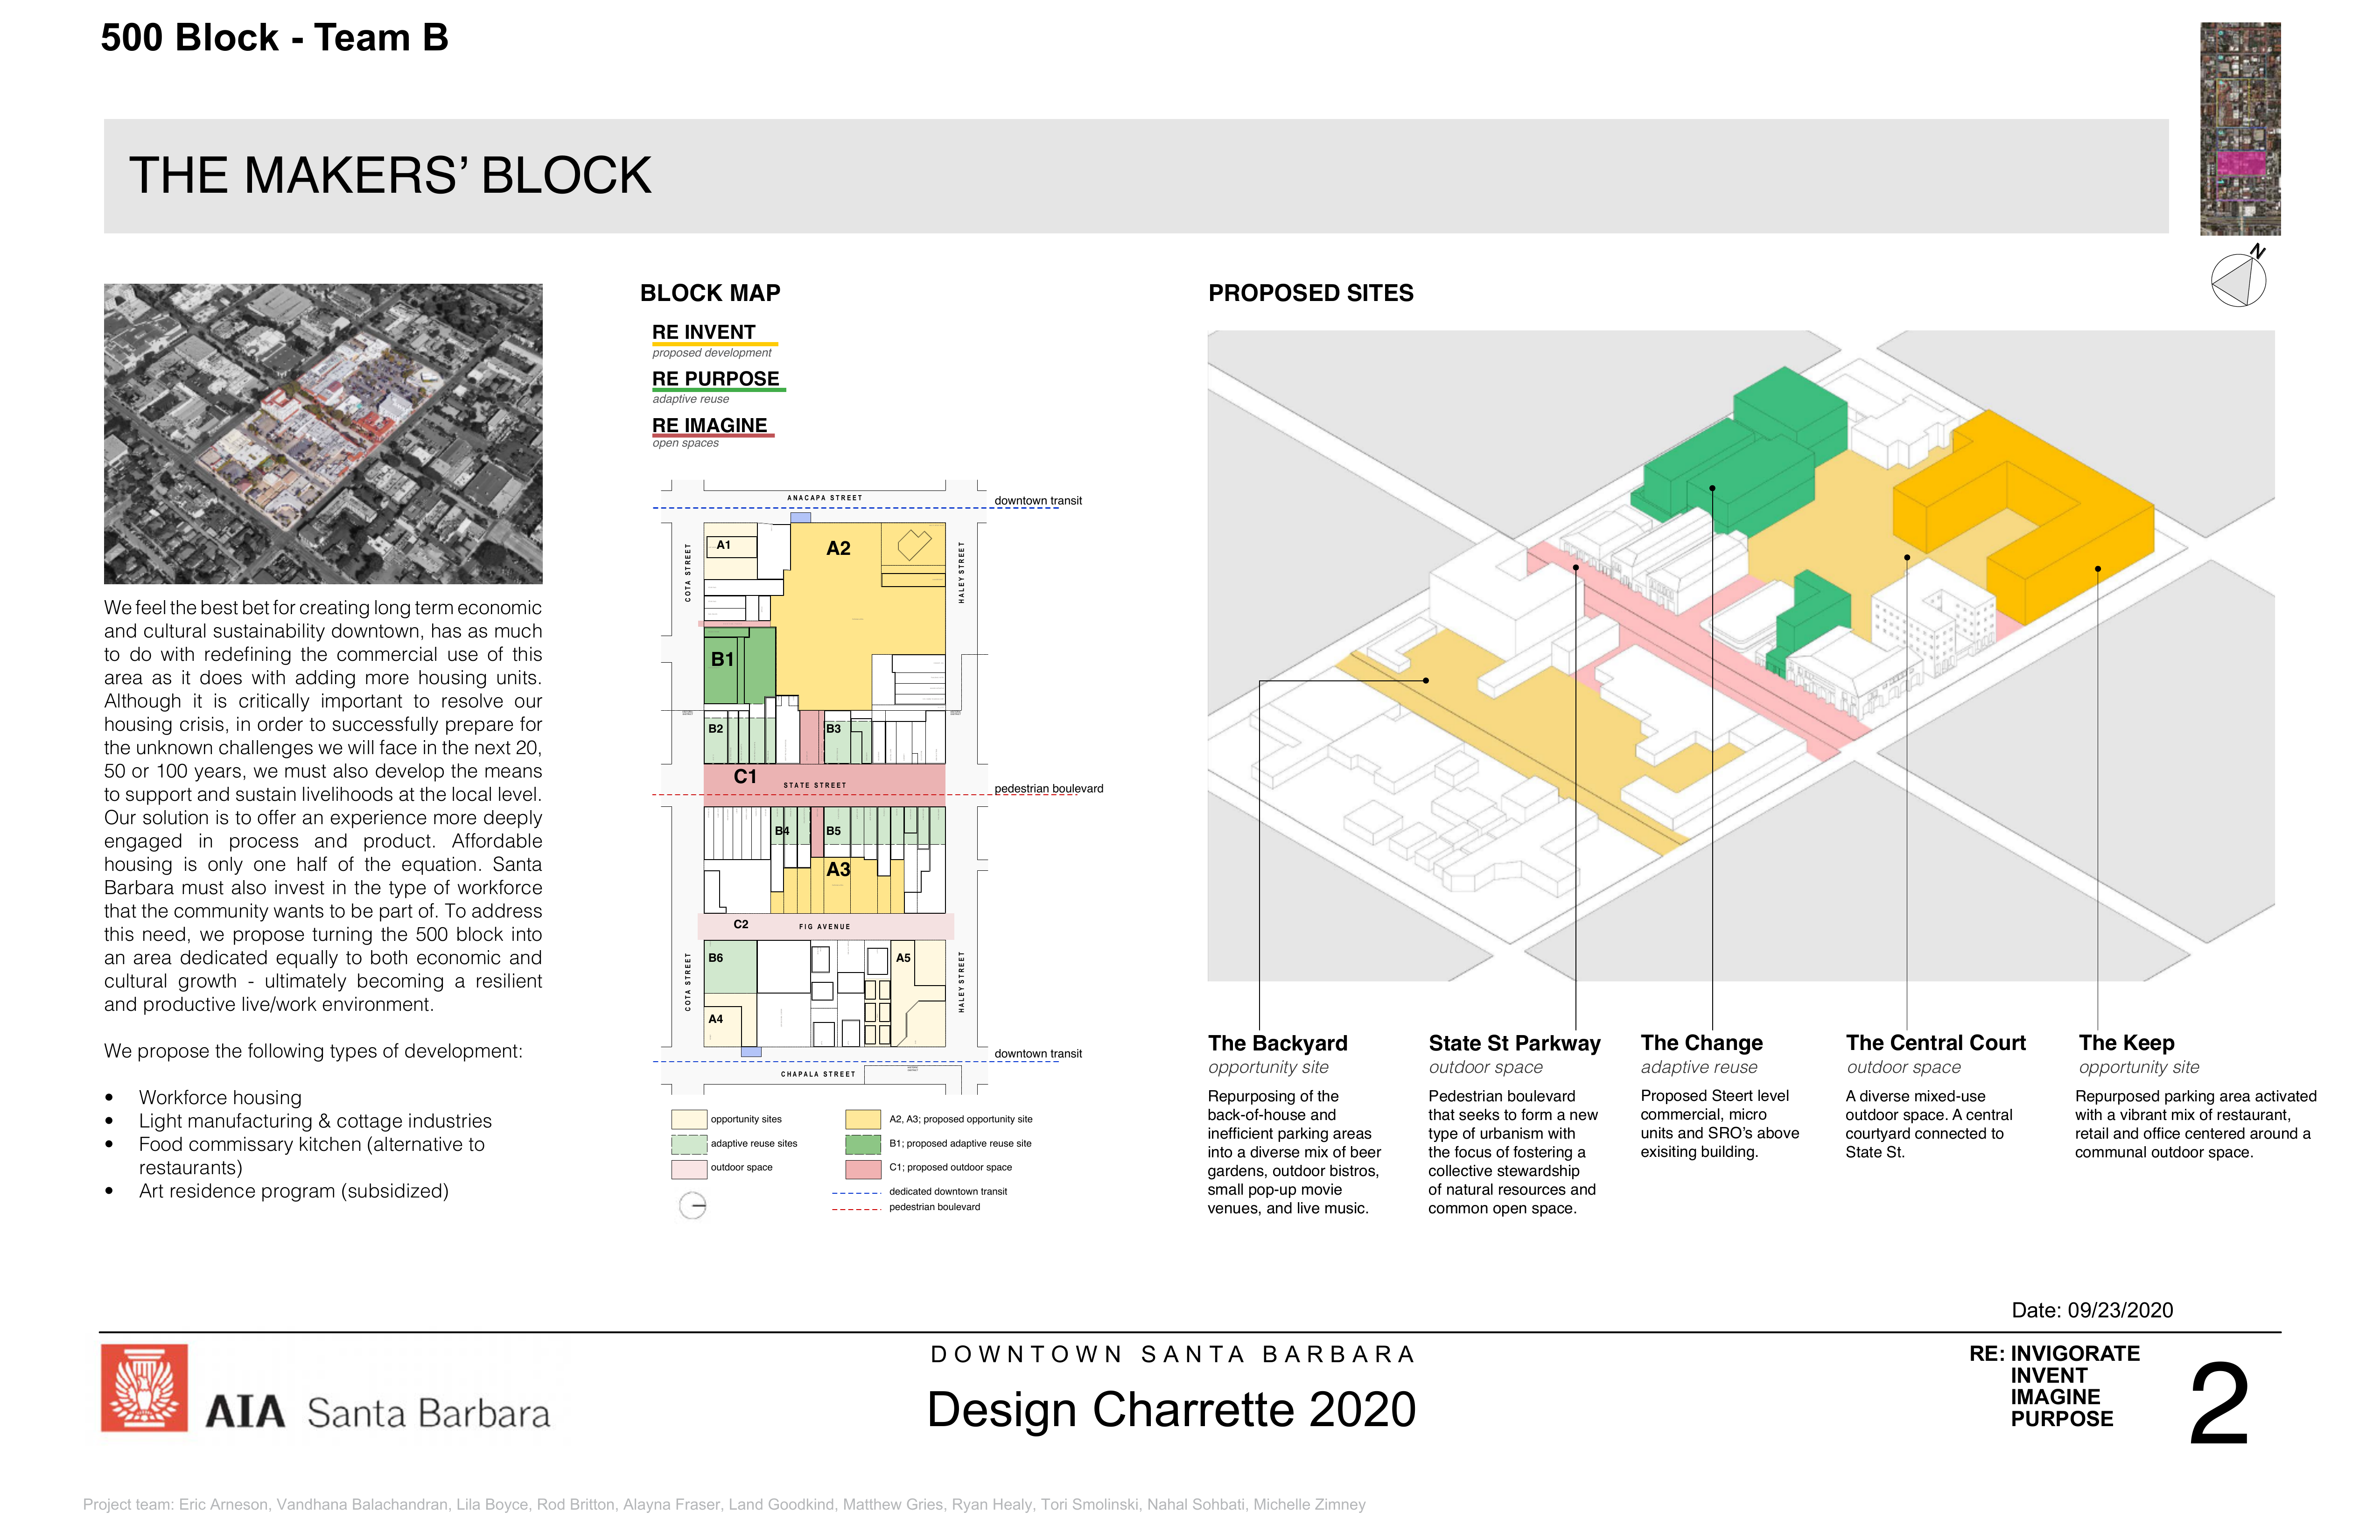 500 Block - Team B
THE MAKERS’ BLOCK
N
We feel the best bet for creating long term economic
and cultural sustainability downtown, has as much
to do with redefining the commercial use of this
area as it does with adding more housing units.
Although it is critically important to resolve our
housing crisis, in order to successfully prepare for
the unknown challenges we will face in the next 20,
50 or 100 years, we must also develop the means
to support and sustain livelihoods at the local level.
Our solution is to offer an experience more deeply
engaged in process and product. Affordable
housing is only one half of the equation. Santa
Barbara must also invest in the type of workforce
that the community wants to be part of. To address
this need, we propose turning the 500 block into
an area dedicated equally to both economic and
cultural growth - ultimately becoming a resilient
and productive live/work environment.
We propose the following types of development:
• Workforce housing
• Light manufacturing & cottage industries
• Food commissary kitchen (alternative to
restaurants)
• Art residence program (subsidized)
BLOCK MAP
RE INVENT
proposed development
RE PURPOSE
adaptive reuse
RE IMAGINE
open spaces
ANACAPA STREET
downtown transit
A1
A2
COTA STREET
HALEY STREET
B1
B2
B3
C1
STATE STREET
pedestrian boulevard
B4
B5
A3
C2
FIG AVENUE
B6
A5
COTA STREET
HALEY STREET
A4
downtown transit
CHAPALA STREET
opportunity sites
adaptive reuse sites
outdoor space
A2, A3; proposed opportunity site
B1; proposed adaptive reuse site
C1; proposed outdoor space
dedicated downtown transit
pedestrian boulevard
PROPOSED SITES
The Backyard
opportunity site
Repurposing of the
back-of-house and
inefficient parking areas
into a diverse mix of beer
gardens, outdoor bistros,
small pop-up movie
venues, and live music.
State St Parkway
outdoor space
Pedestrian boulevard
that seeks to form a new
type of urbanism with
the focus of fostering a
collective stewardship
of natural resources and
common open space.
The Change
adaptive reuse
Proposed Steert level
commercial, micro
units and SRO’s above
exisiting building.
The Central Court
outdoor space
A diverse mixed-use
outdoor space. A central
courtyard connected to
State St.
The Keep
opportunity site
Repurposed parking area activated
with a vibrant mix of restaurant,
retail and office centered around a
communal outdoor space.
Date: 09/23/2020
AIA Santa Barbara
DOWNTOWN SANTA BARBARA
Design Charrette 2020
RE: INVIGORATE
INVENT
IMAGINE
PURPOSE
2
Project team: Eric Arneson, Vandhana Balachandran, Lila Boyce, Rod Britton, Alayna Fraser, Land Goodkind, Matthew Gries, Ryan Healy, Tori Smolinski, Nahal Sohbati, Michelle Zimney